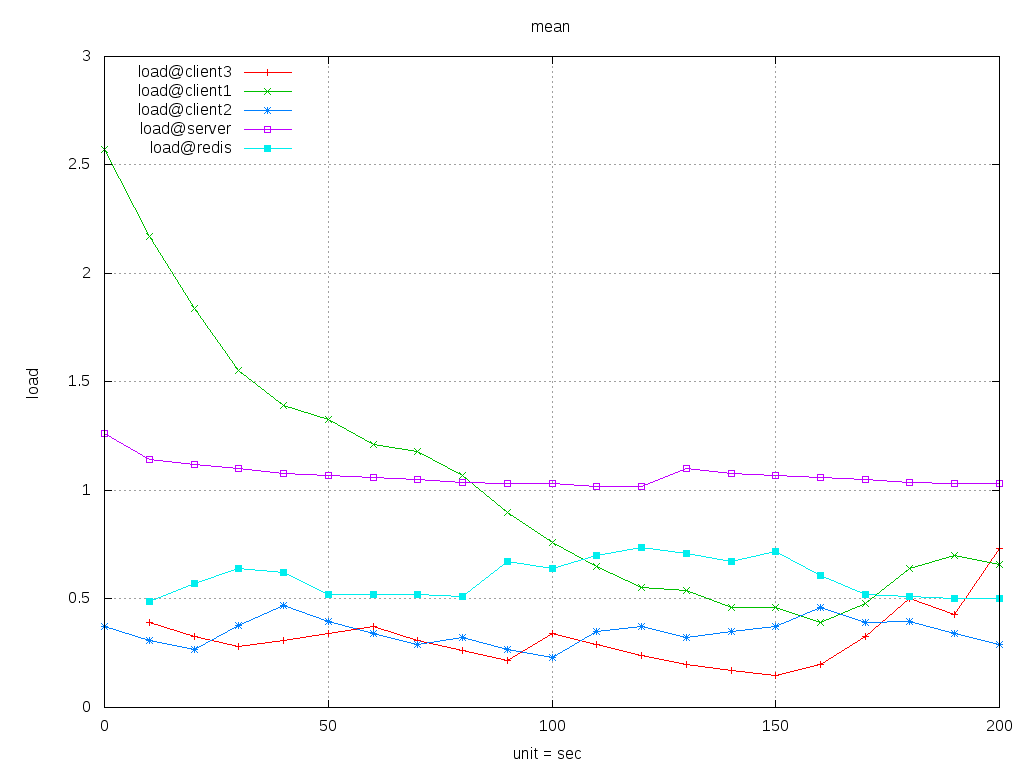 mean
3
2.5
2
1.5
1
0.5
0
load
load@client3
load@client1
load@client2
load@server
load@redis
0 50 100 150 200
unit = sec